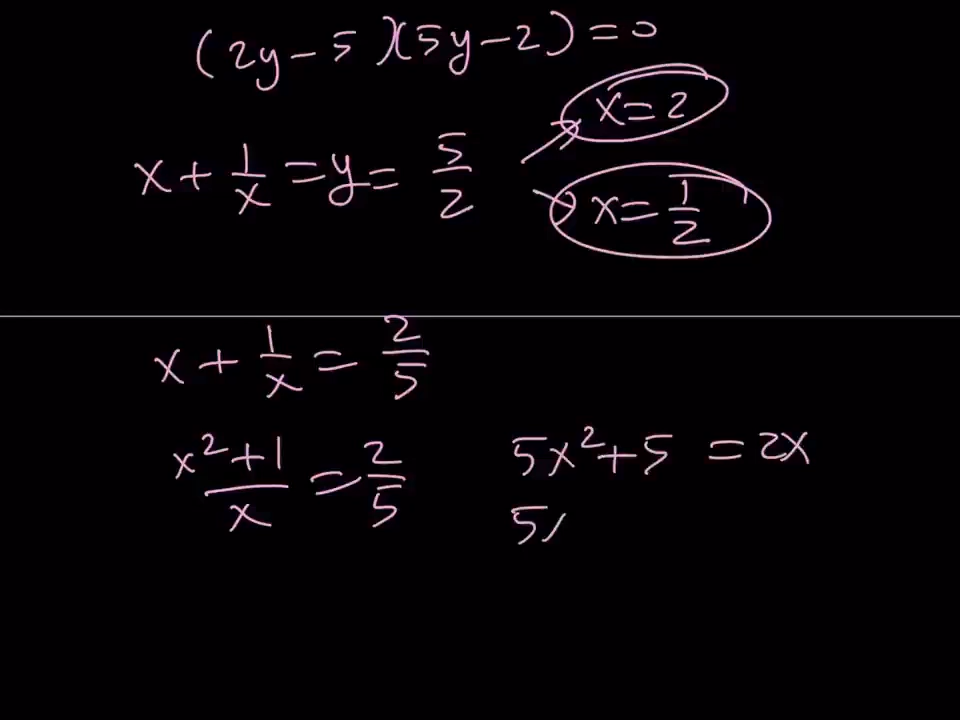 (2y-5)(5y-2)=0
x+1/x=y=5/2
x=2
x=1/2
x+1/x=2/5
(x²+1)/x=2/5
5x²+5=2x
5